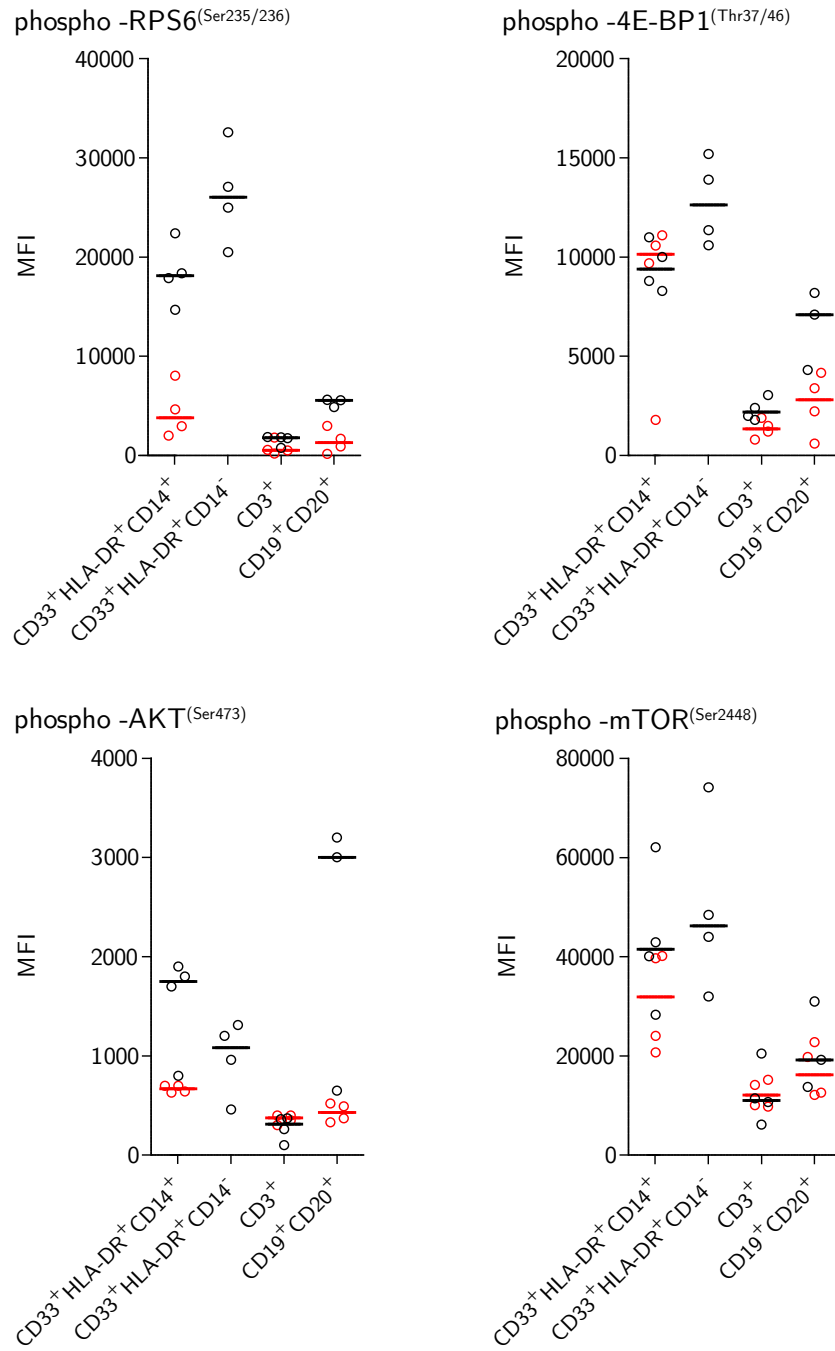 phospho -RPS6(Ser235/236)
40000
30000
20000
10000
0
MFI
CD33+HLA-DR+CD14+
CD33+HLA-DR+CD14-
CD3+
CD19+CD20+
phospho -4E-BP1(Thr37/46)
20000
15000
10000
5000
0
MFI
CD33+HLA-DR+CD14+
CD33+HLA-DR+CD14-
CD3+
CD19+CD20+
phospho -AKT(Ser473)
4000
3000
2000
1000
0
MFI
CD33+HLA-DR+CD14+
CD33+HLA-DR+CD14-
CD3+
CD19+CD20+
phospho -mTOR(Ser2448)
80000
60000
40000
20000
0
MFI
CD33+HLA-DR+CD14+
CD33+HLA-DR+CD14-
CD3+
CD19+CD20+